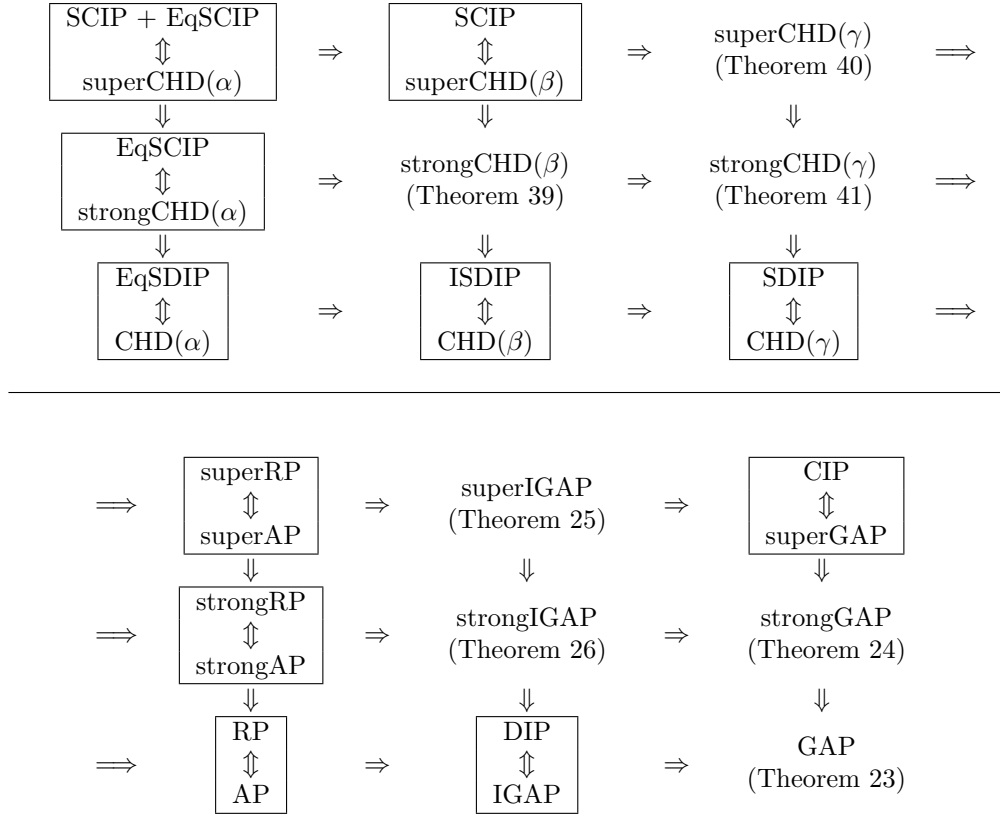 SCIP + EqSCIP SCIP superCHD(γ)
⇕ ⇒ ⇕ ⇒ (Theorem 40) ⟹
superCHD(α) superCHD(β)
⇓ ⇓ ⇓
EqSCIP strongCHD(β) strongCHD(γ)
⇕ ⇒ (Theorem 39) ⇒ (Theorem 41) ⟹
strongCHD(α)
⇓ ⇓ ⇓
EqSDIP ISDIP SDIP
⇕ ⇒ ⇕ ⇒ ⇕ ⟹
CHD(α) CHD(β) CHD(γ)
superRP superIGAP CIP
⟹ ⇕ ⇒ (Theorem 25) ⇒ ⇕
superAP superGAP
⇓ ⇓ ⇓
strongRP strongIGAP strongGAP
⟹ ⇕ ⇒ (Theorem 26) ⇒ (Theorem 24)
strongAP
⇓ ⇓ ⇓
RP DIP GAP
⟹ ⇕ ⇒ ⇕ ⇒ (Theorem 23)
AP IGAP